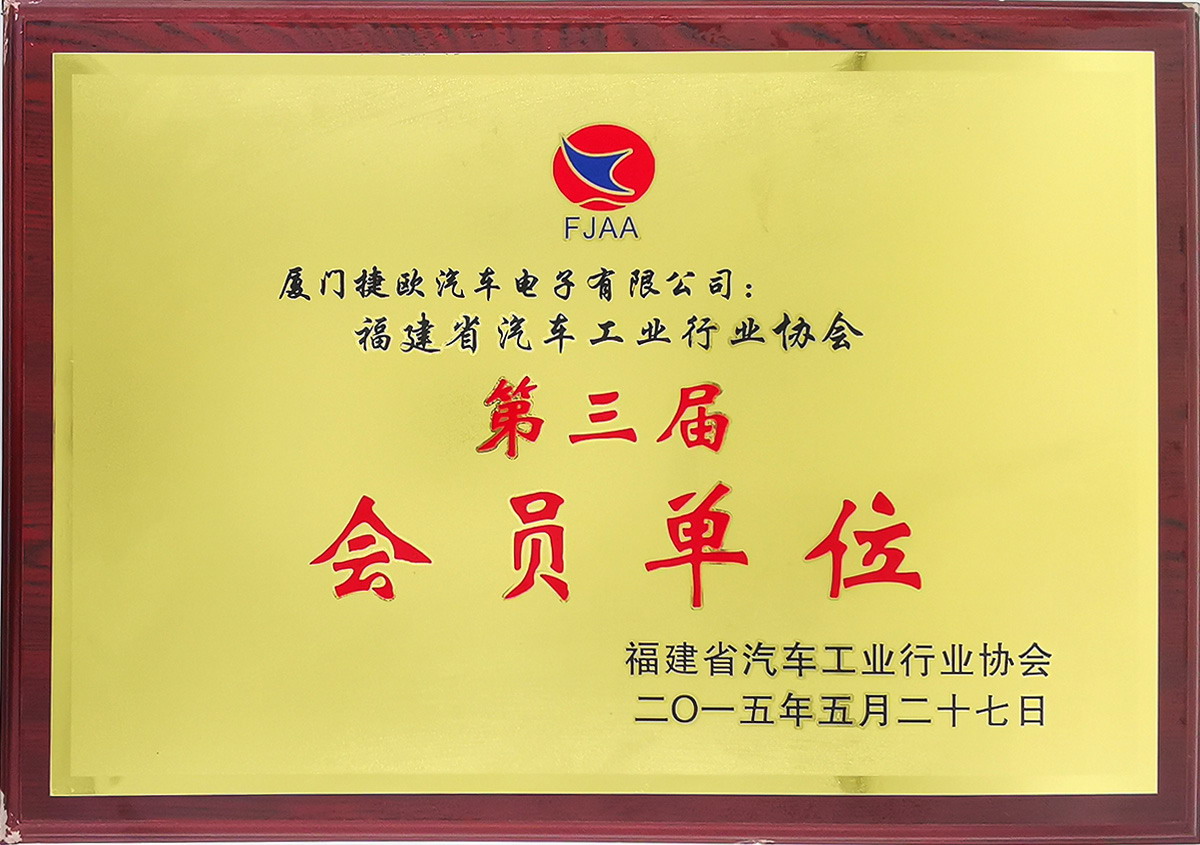 FJAA
厦门捷欧汽车电子有限公司：
福建省汽车工业行业协会
第三届
会员单位
福建省汽车工业行业协会
二〇一五年五月二十七日